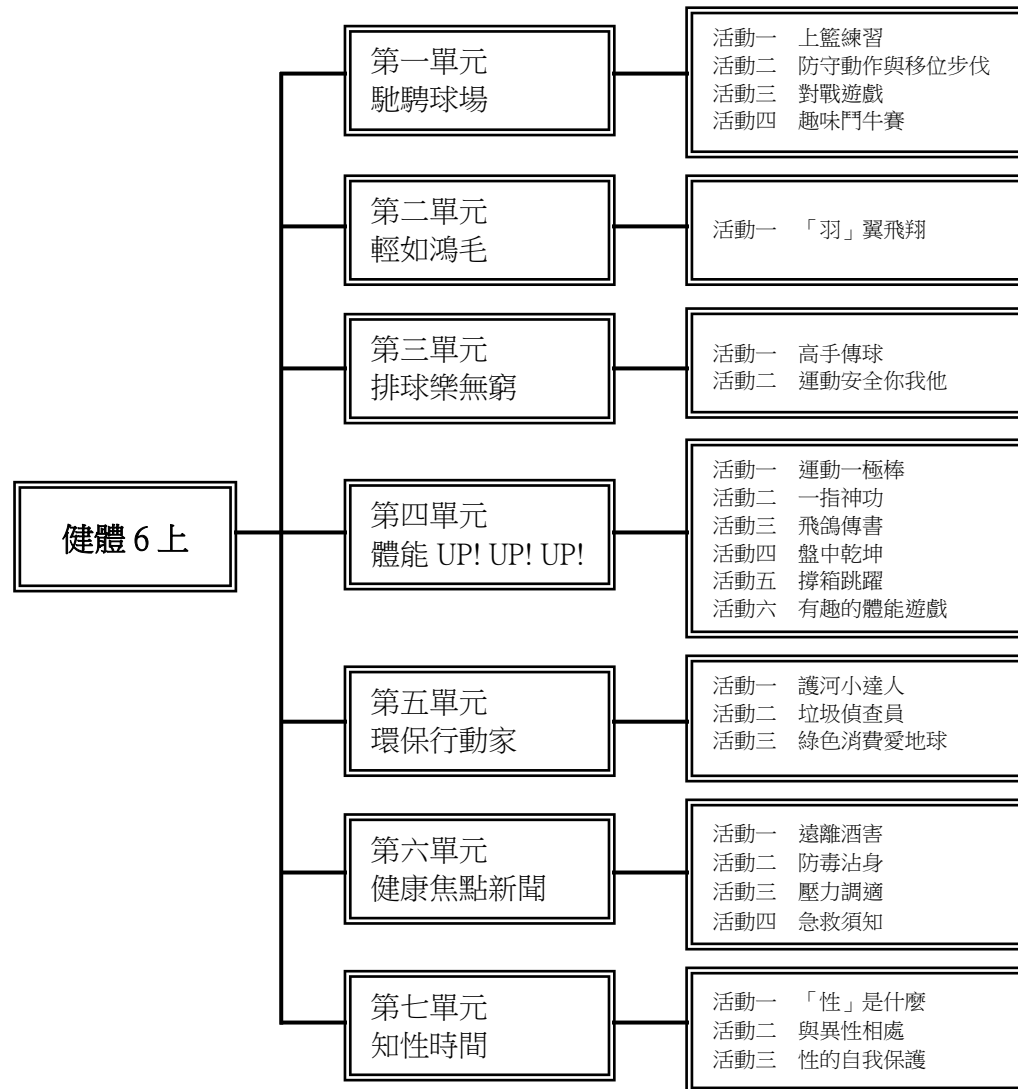 健體 6 上
第一單元
馳騁球場
活動一 上籃練習
活動二 防守動作與移位步伐
活動三 對戰遊戲
活動四 趣味鬥牛賽
第二單元
輕如鴻毛
活動一 「羽」翼飛翔
第三單元
排球樂無窮
活動一 高手傳球
活動二 運動安全你我他
第四單元
體能 UP! UP! UP!
活動一 運動一極棒
活動二 一指神功
活動三 飛鴿傳書
活動四 盤中乾坤
活動五 撐箱跳躍
活動六 有趣的體能遊戲
第五單元
環保行動家
活動一 護河小達人
活動二 垃圾偵查員
活動三 綠色消費愛地球
第六單元
健康焦點新聞
活動一 遠離酒害
活動二 防毒沾身
活動三 壓力調適
活動四 急救須知
第七單元
知性時間
活動一 「性」是什麼
活動二 與異性相處
活動三 性的自我保護